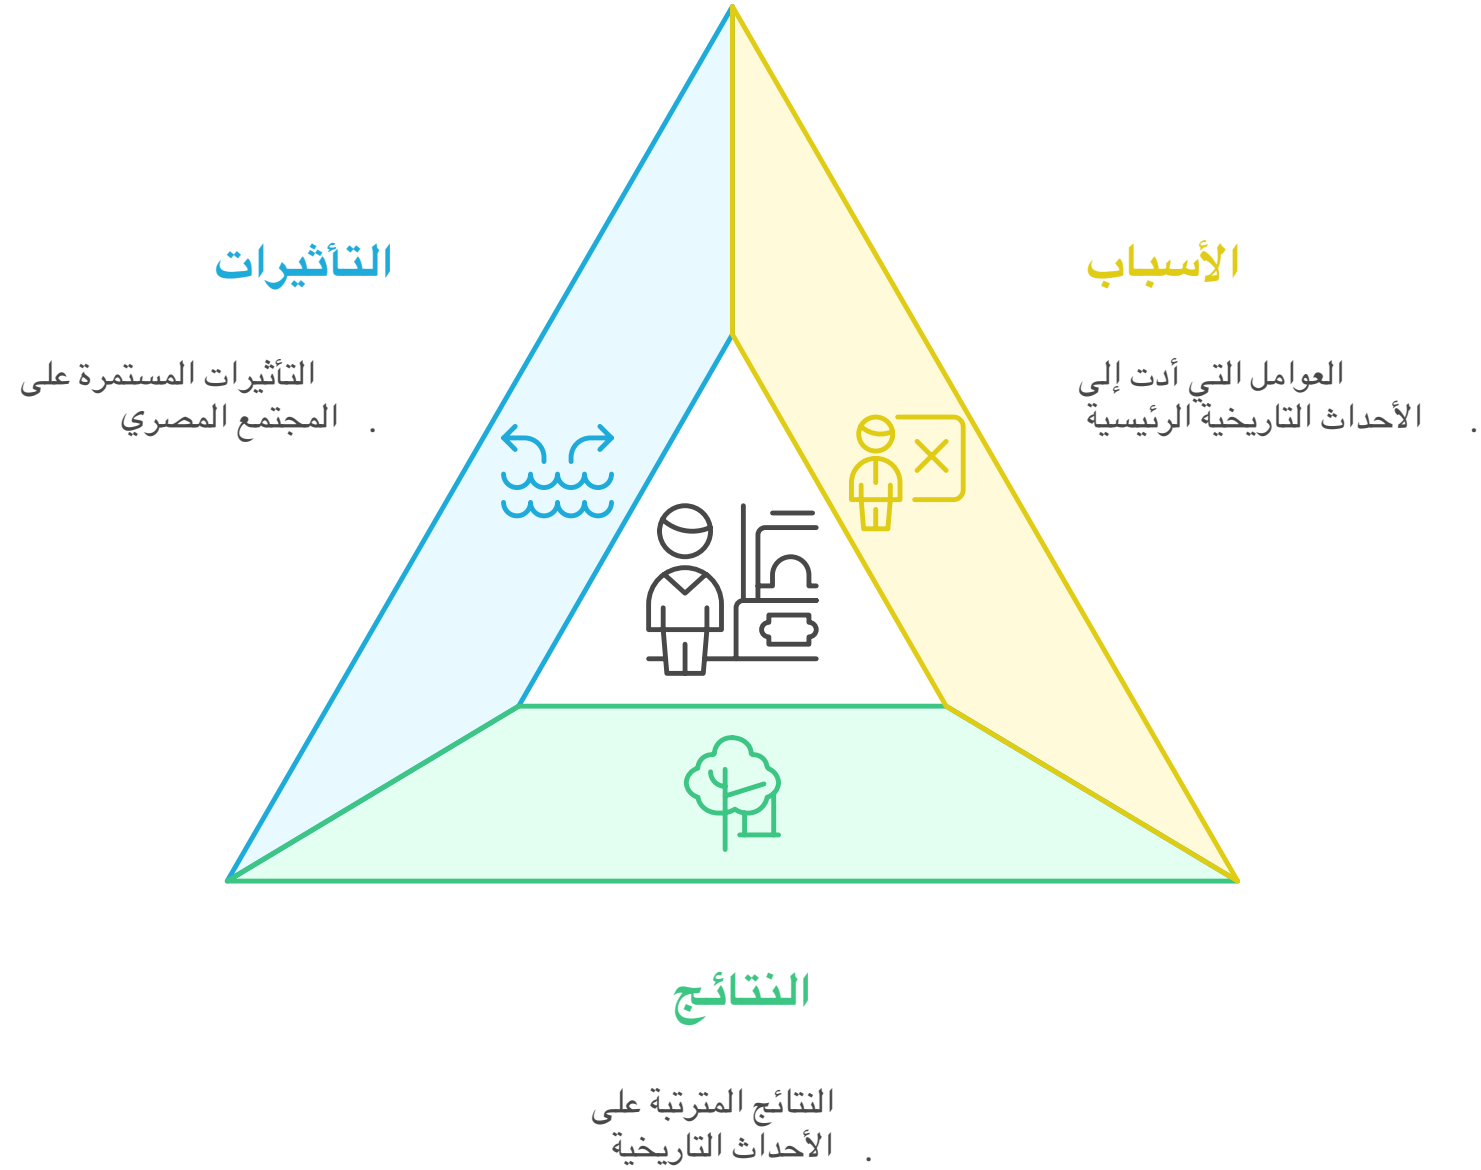 الأسباب
العوامل التي أدت إلى
الأحداث التاريخية الرئيسية .
التأثيرات
التأثيرات المستمرة على
المجتمع المصري .
النتائج
النتائج المترتبة على
الأحداث التاريخية .